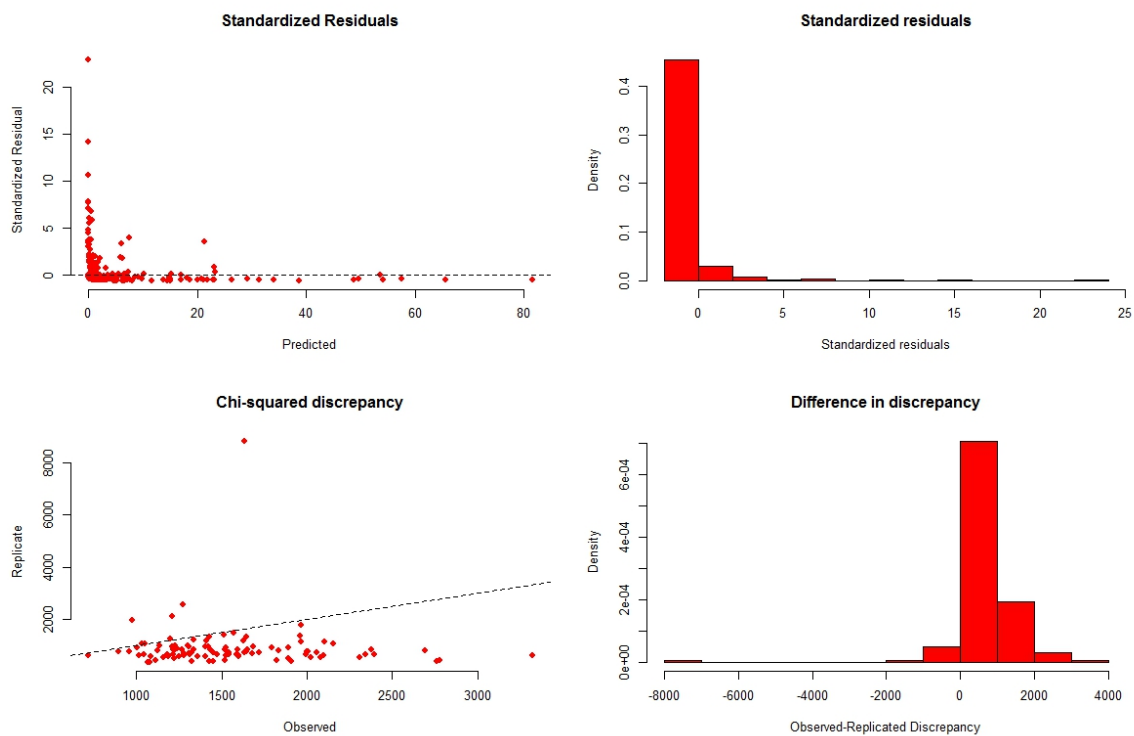 Standardized Residuals
Standardized Residual
20
15
10
5
0
0 20 40 60 80
Predicted
Standardized residuals
Density
0.4
0.3
0.2
0.1
0.0
0 5 10 15 20 25
Standardized residuals
Chi-squared discrepancy
Replicate
8000
6000
4000
2000
1000 1500 2000 2500 3000
Observed
Difference in discrepancy
Density
6e-04
4e-04
2e-04
0e+00
-8000 -6000 -4000 -2000 0 2000 4000
Observed-Replicated Discrepancy